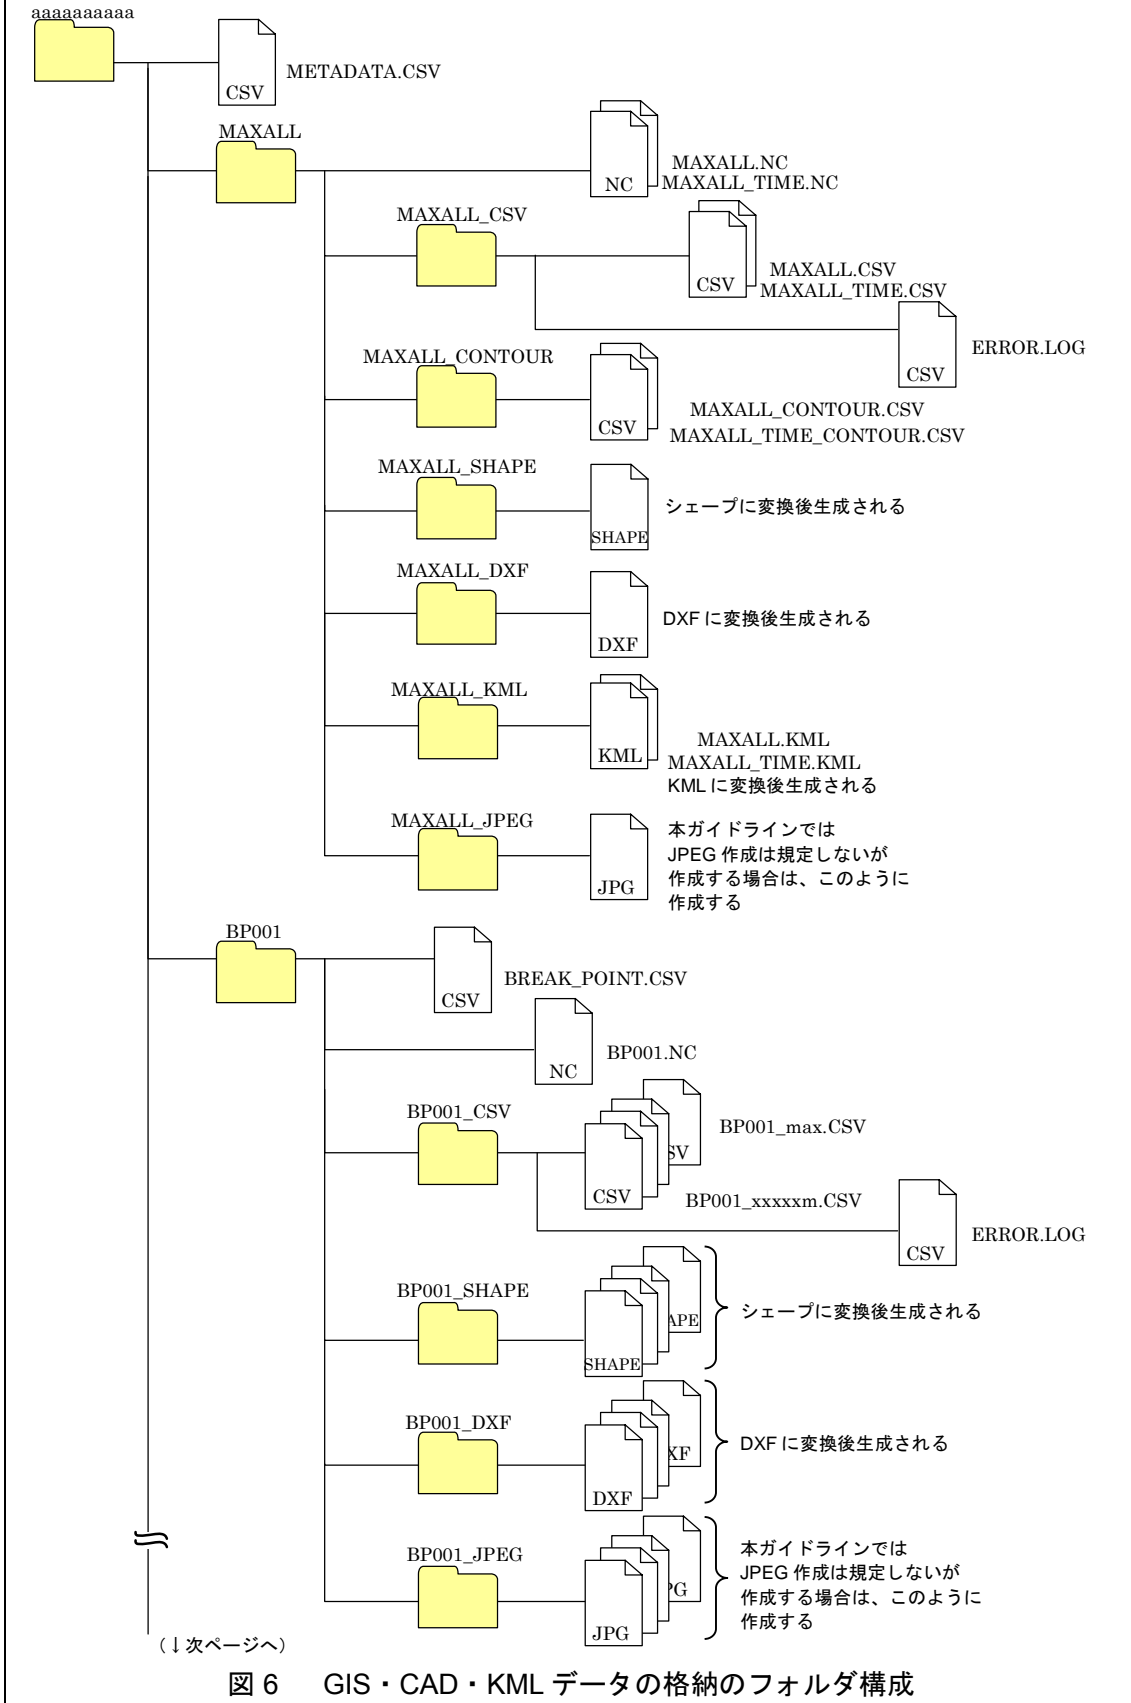 aaaaaaaaaa
CSV
METADATA.CSV
MAXALL
NC
MAXALL.NC
MAXALL_TIME.NC
MAXALL_CSV
CSV
MAXALL.CSV
MAXALL_TIME.CSV
CSV
ERROR.LOG
MAXALL_CONTOUR
CSV
MAXALL_CONTOUR.CSV
MAXALL_TIME_CONTOUR.CSV
MAXALL_SHAPE
SHAPE
シェープに変換後生成される
MAXALL_DXF
DXF
DXF に変換後生成される
MAXALL_KML
KML
MAXALL.KML
MAXALL_TIME.KML
KML に変換後生成される
MAXALL_JPEG
JPG
本ガイドラインでは
JPEG 作成は規定しないが
作成する場合は、このように
作成する
BP001
CSV
BREAK_POINT.CSV
NC
BP001.NC
BP001_CSV
SV
CSV
BP001_max.CSV
BP001_xxxxxm.CSV
CSV
ERROR.LOG
BP001_SHAPE
APE
SHAPE
シェープに変換後生成される
BP001_DXF
XF
DXF
DXF に変換後生成される
BP001_JPEG
PG
JPG
本ガイドラインでは
JPEG 作成は規定しないが
作成する場合は、このように
作成する
（↓次ページへ）
図 6 GIS・CAD・KML データの格納のフォルダ構成